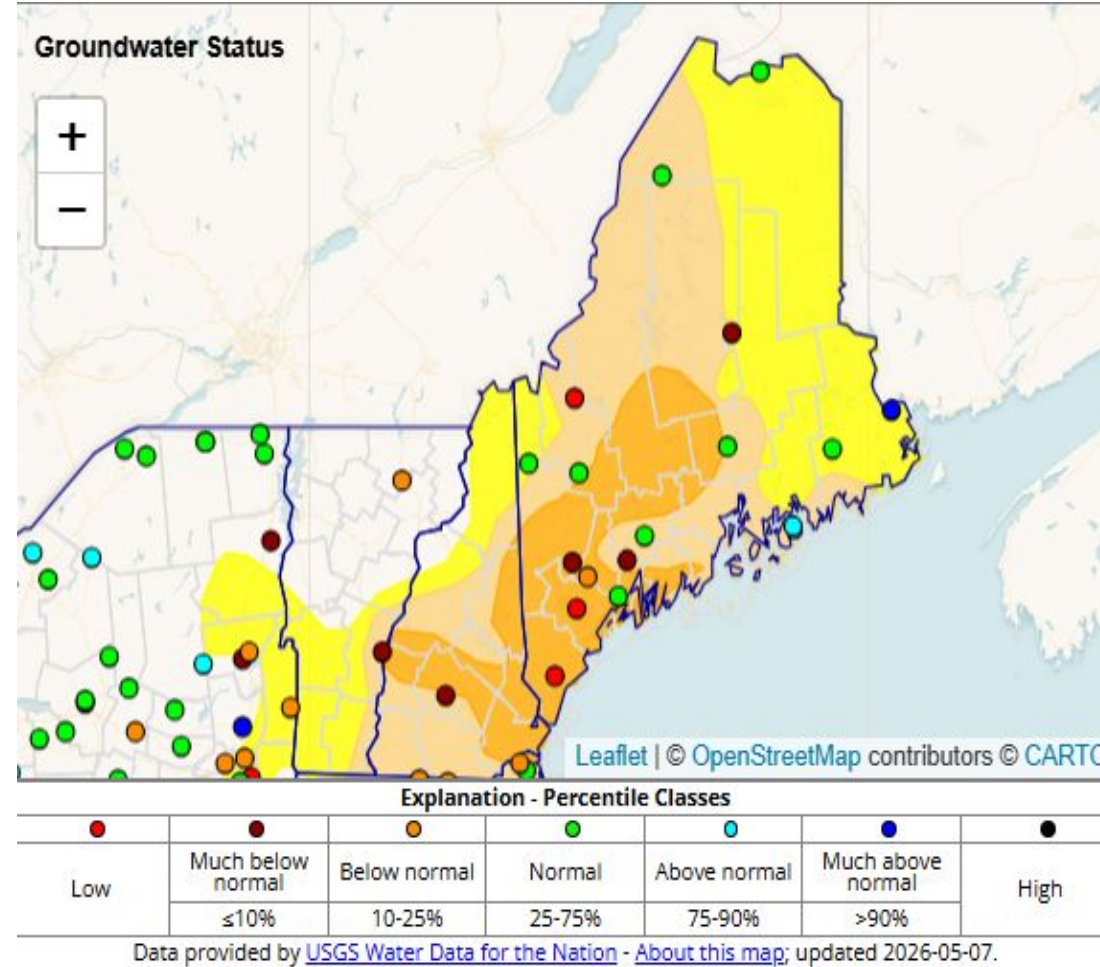 Groundwater Status
+
−
Leaflet | © OpenStreetMap contributors © CARTO
Explanation - Percentile Classes
Low
Much below normal
Below normal
Normal
Above normal
Much above normal
High
≤10%
10-25%
25-75%
75-90%
>90%
Data provided by USGS Water Data for the Nation - About this map; updated 2026-05-07.